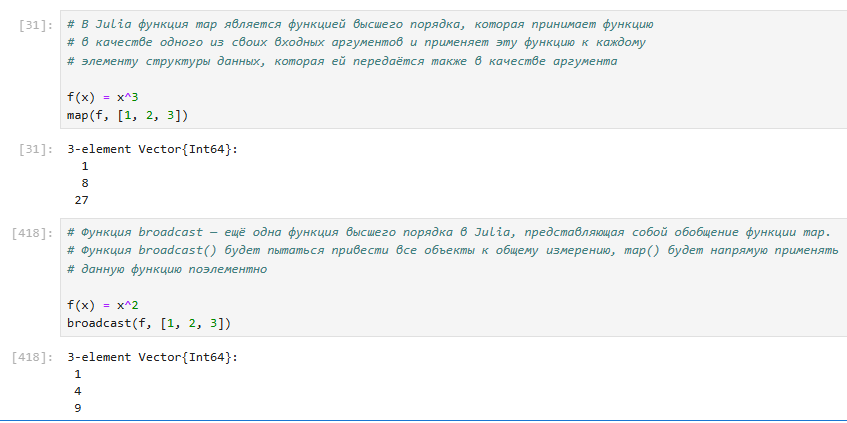 [31]: # В Julia функция map является функцией высшего порядка, которая принимает функцию
# в качестве одного из своих входных аргументов и применяет эту функцию к каждому
# элементу структуры данных, которая ей передаётся также в качестве аргумента
f(x) = x^3
map(f, [1, 2, 3])
[31]: 3-element Vector{Int64}:
1
8
27
[418]: # Функция broadcast — ещё одна функция высшего порядка в Julia, представляющая собой обобщение функции map.
# Функция broadcast() будет пытаться привести все объекты к общему измерению, map() будет напрямую применять
# данную функцию поэлементно
f(x) = x^2
broadcast(f, [1, 2, 3])
[418]: 3-element Vector{Int64}:
1
4
9